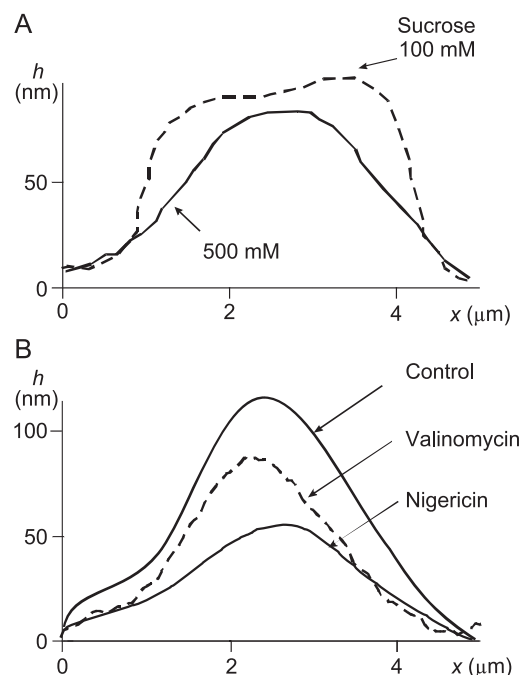 A
Sucrose
100 mM
h
(nm)
50
500 mM
0
0
2
4
x (μm)
B
h
(nm)
Control
100
Valinomycin
Nigericin
50
0
0
2
4
x (μm)